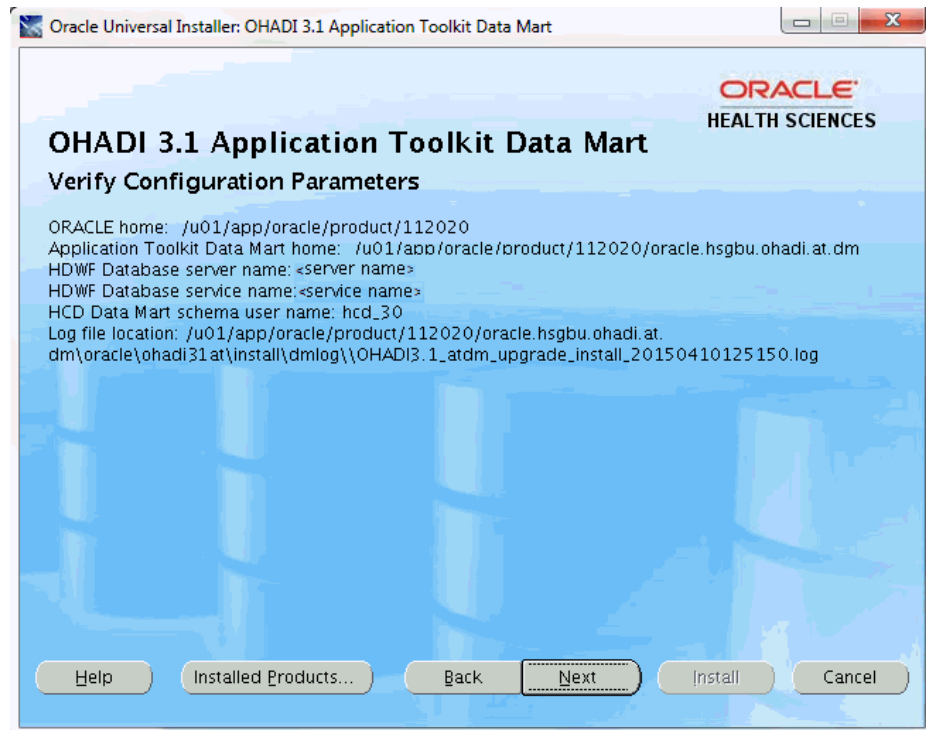 Oracle Universal Installer: OHADI 3.1 Application Toolkit Data Mart
ORACLE
HEALTH SCIENCES
OHADI 3.1 Application Toolkit Data Mart
Verify Configuration Parameters
ORACLE home: /u01/app/oracle/product/112020
Application Toolkit Data Mart home: /u01/app/oracle/product/112020/oracle.hsgbu.ohadi.at.dm
HDWF Database server name: <server name>
HDWF Database service name:<service name>
HCD Data Mart schema user name: hcd_30
Log file location: /u01/app/oracle/product/112020/oracle.hsgbu.ohadi.at.
dm\oracle\ohadi31at\install\dmlog\\OHADI3.1_atdm_upgrade_install_20150410125150.log
Help Installed Products... Back Next Install Cancel